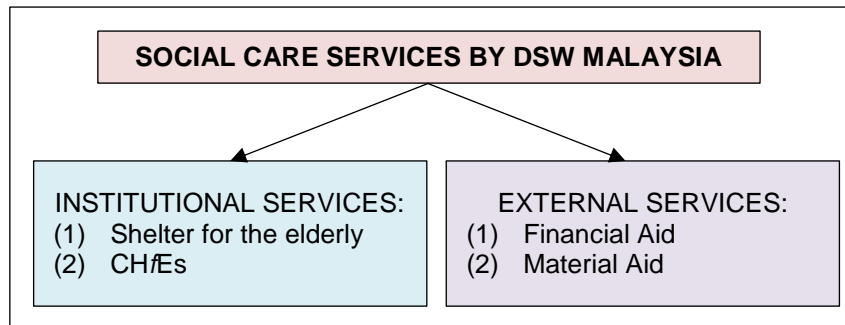 SOCIAL CARE SERVICES BY DSW MALAYSIA
INSTITUTIONAL SERVICES:
(1) Shelter for the elderly
(2) CHfEs
EXTERNAL SERVICES:
(1) Financial Aid
(2) Material Aid